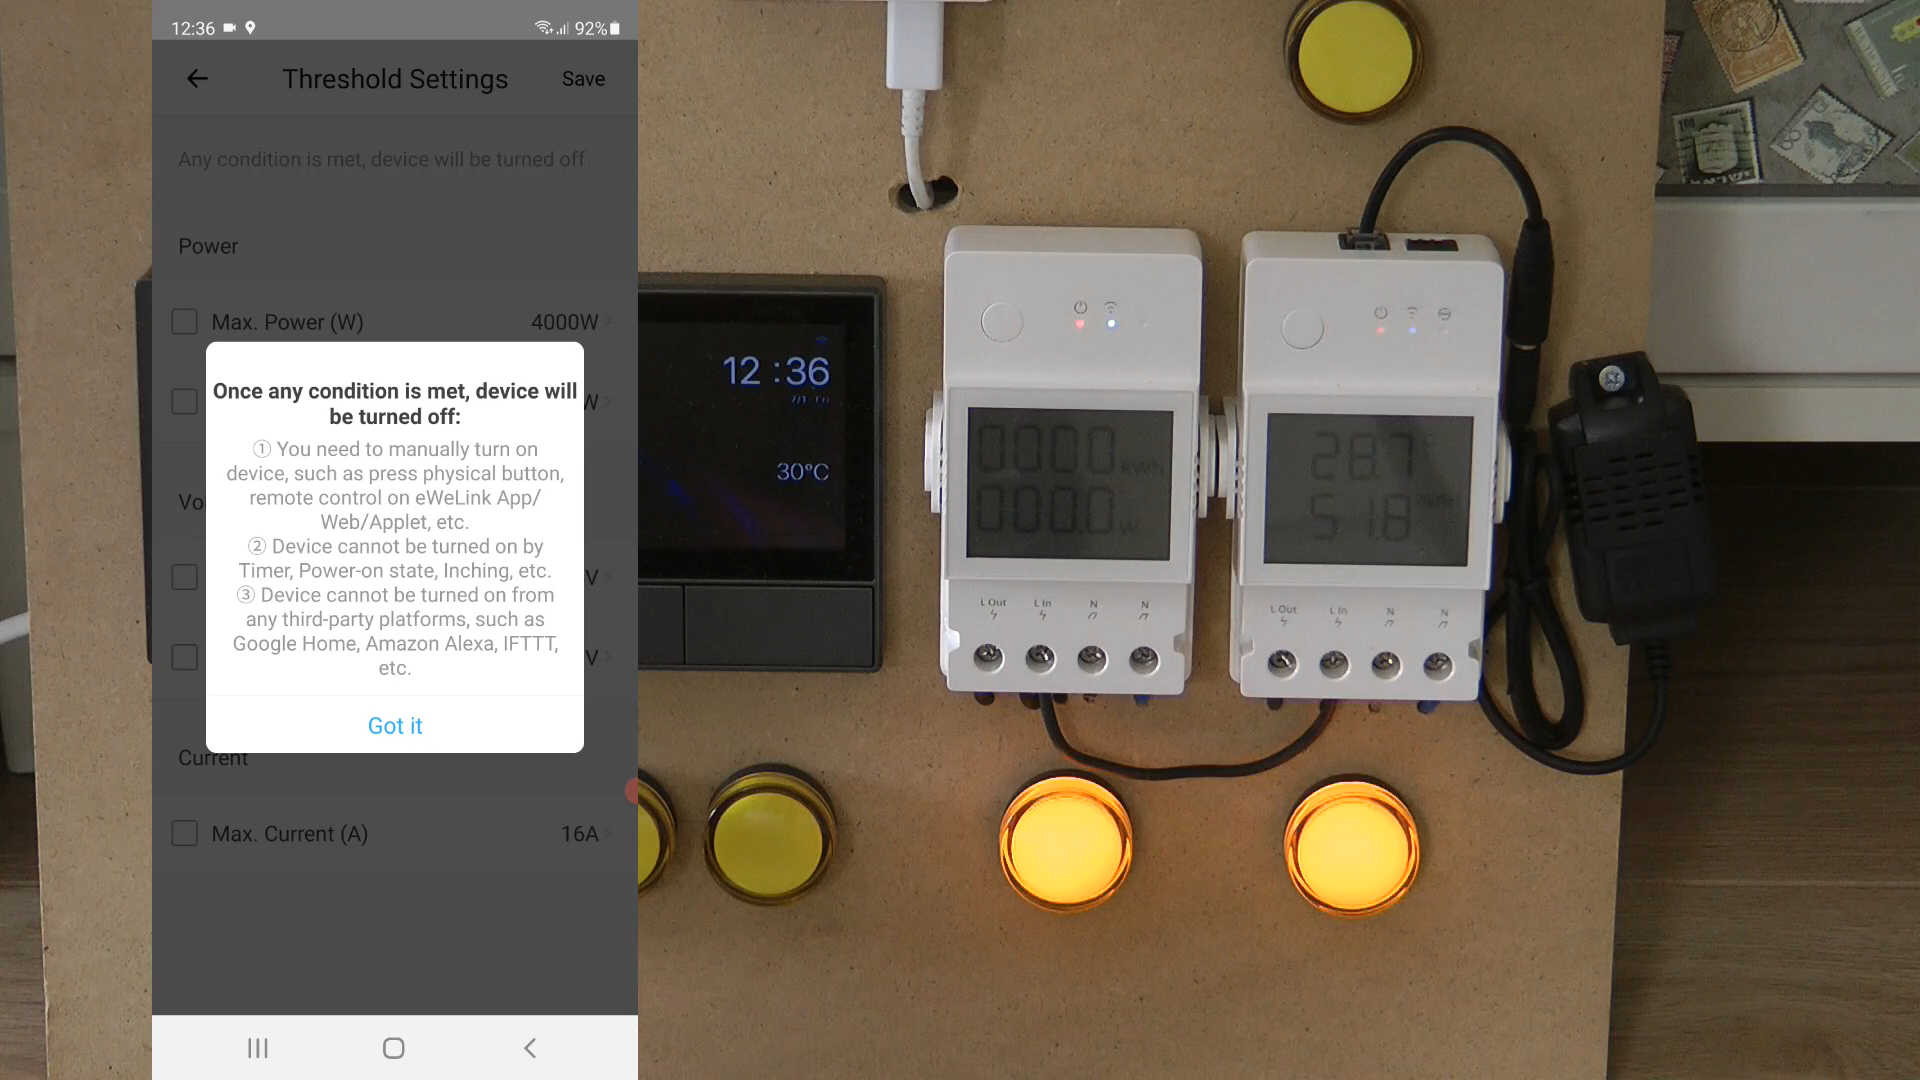 12:36
92%
Threshold Settings
Save
Any condition is met, device will be turned off
Power
Max. Power (W)
4000W
W
Once any condition is met, device will
be turned off:
① You need to manually turn on
device, such as press physical button,
remote control on eWeLink App/
Web/Applet, etc.
② Device cannot be turned on by
Timer, Power-on state, Inching, etc.
③ Device cannot be turned on from
any third-party platforms, such as
Google Home, Amazon Alexa, IFTTT,
etc.
Got it
Vo
V
V
Current
Max. Current (A)
16A
12:36
30°C
0000 KWh
000.0 W
L Out
L In
N
N
28.7 °C
51.8 %RH
L Out
L In
N
N